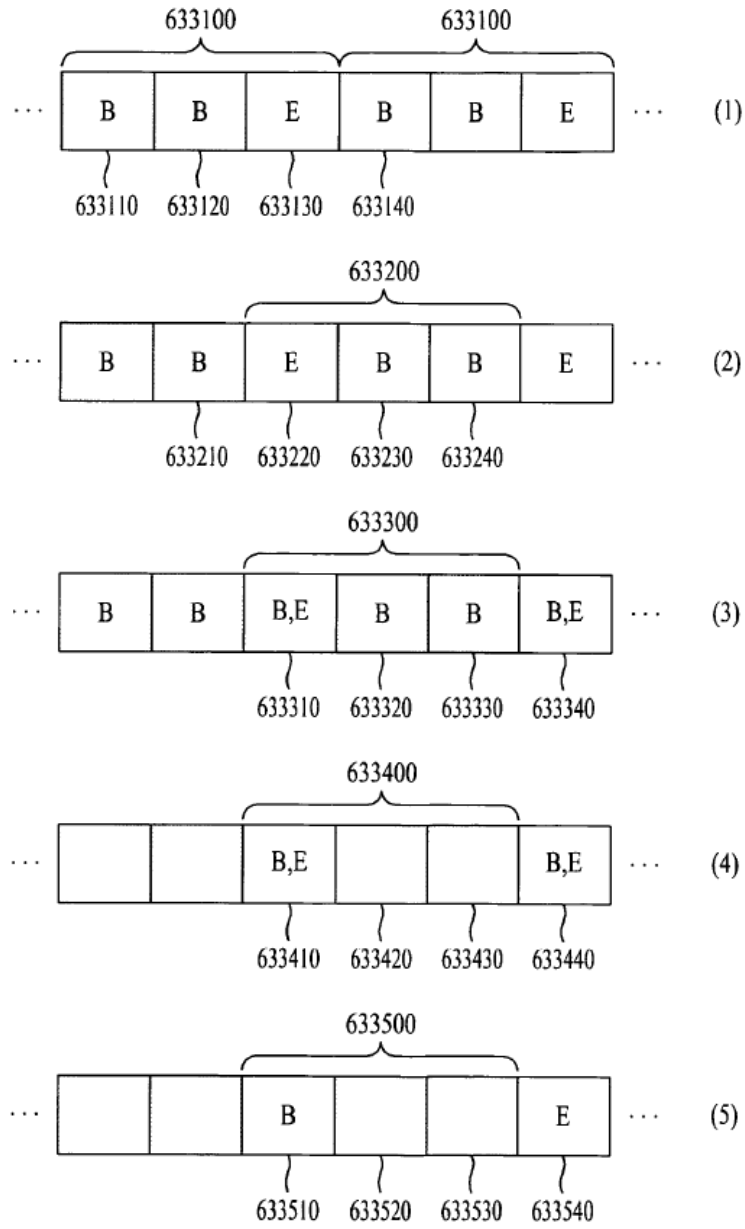 633100 633100
··· B B E B B E ··· (1)
633110 633120 633130 633140
633200
··· B B E B B E ··· (2)
633210 633220 633230 633240
633300
··· B B B,E B B B,E ··· (3)
633310 633320 633330 633340
633400
··· B,E B,E ··· (4)
633410 633420 633430 633440
633500
··· B E ··· (5)
633510 633520 633530 633540